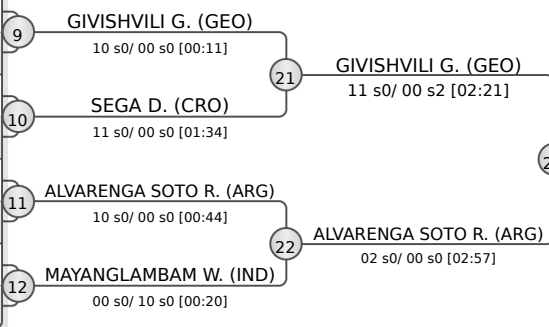 9
GIVISHVILI G. (GEO)
10 s0/ 00 s0 [00:11]
21
GIVISHVILI G. (GEO)
11 s0/ 00 s2 [02:21]
10
SEGA D. (CRO)
11 s0/ 00 s0 [01:34]
11
ALVARENGA SOTO R. (ARG)
10 s0/ 00 s0 [00:44]
22
ALVARENGA SOTO R. (ARG)
02 s0/ 00 s0 [02:57]
12
MAYANGLAMBAM W. (IND)
00 s0/ 10 s0 [00:20]